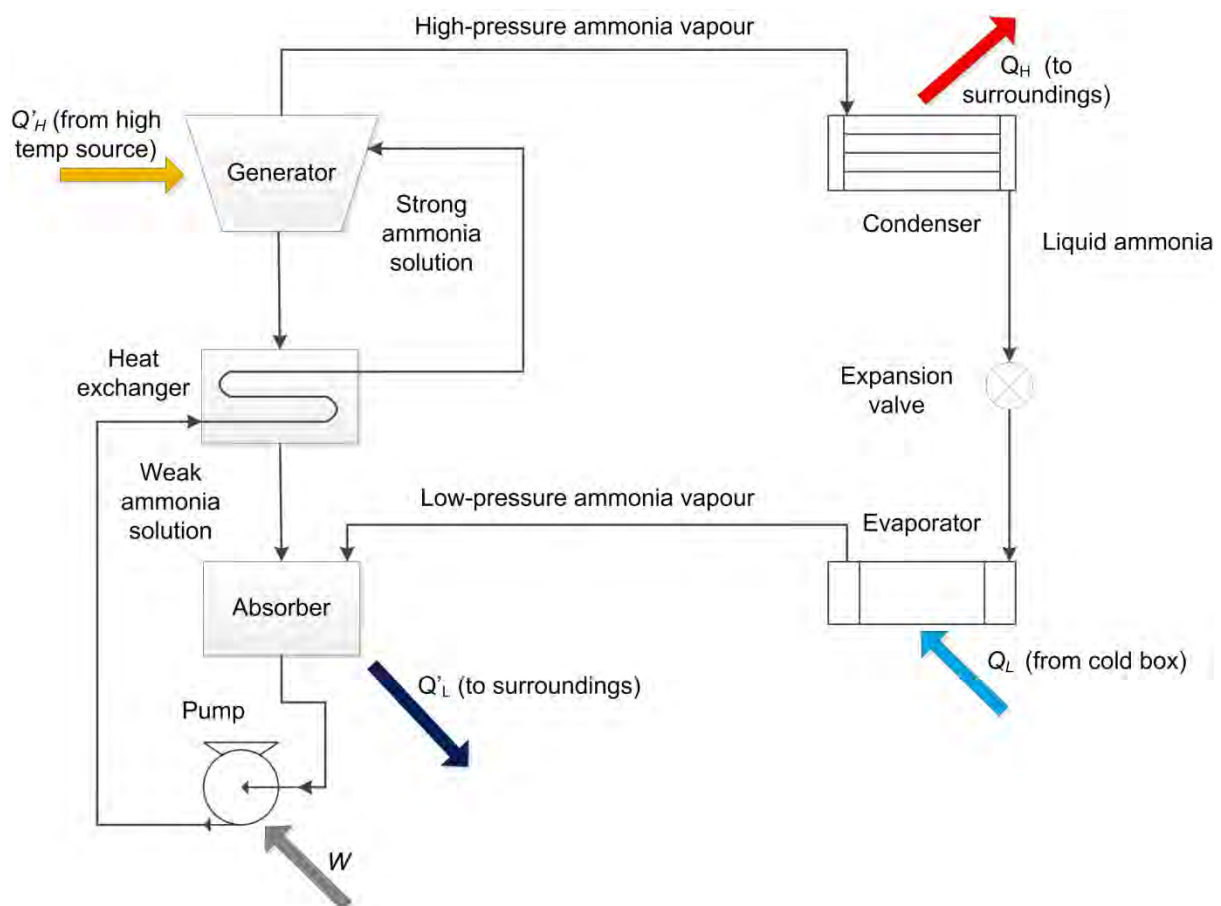 High-pressure ammonia vapour
Q'H (from high
temp source)
QH (to
surroundings)
Generator
Strong
ammonia
solution
Condenser
Liquid ammonia
Heat
exchanger
Expansion
valve
Weak
ammonia
solution
Low-pressure ammonia vapour
Evaporator
Absorber
Q'L (to surroundings)
QL (from cold box)
Pump
W